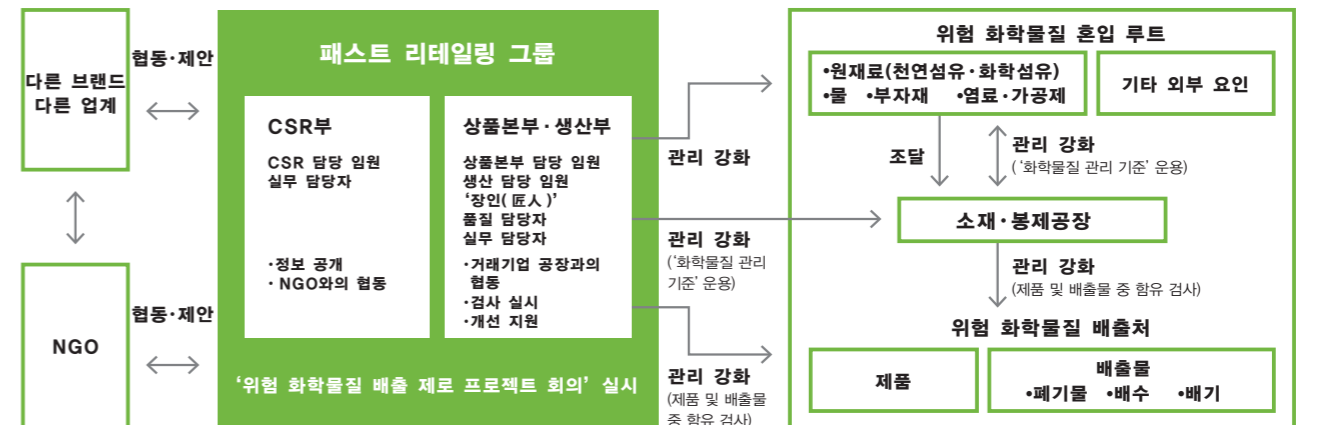 다른 브랜드
다른 업계
협동·제안
NGO
협동·제안
패스트 리테일링 그룹
CSR부
CSR 담당 임원
실무 담당자
·정보 공개
· NGO와의 협동
상품본부·생산부
상품본부 담당 임원
생산 담당 임원
‘장인( 匠人 )’
품질 담당자
실무 담당자
·거래기업 공장과의
협동
·검사 실시
·개선 지원
‘위험 화학물질 배출 제로 프로젝트 회의’ 실시
관리 강화
관리 강화
(‘화학물질 관리
기준’ 운용)
관리 강화
(제품 및 배출물
중 함유 검사)
위험 화학물질 혼입 루트
•원재료(천연섬유·화학섬유)
•물 •부자재 •염료·가공제
기타 외부 요인
조달
관리 강화
( ‘화학물질 관리 기준’ 운용)
소재·봉제공장
관리 강화
(제품 및 배출물 중 함유 검사)
위험 화학물질 배출처
제품
배출물
•폐기물 •배수 •배기